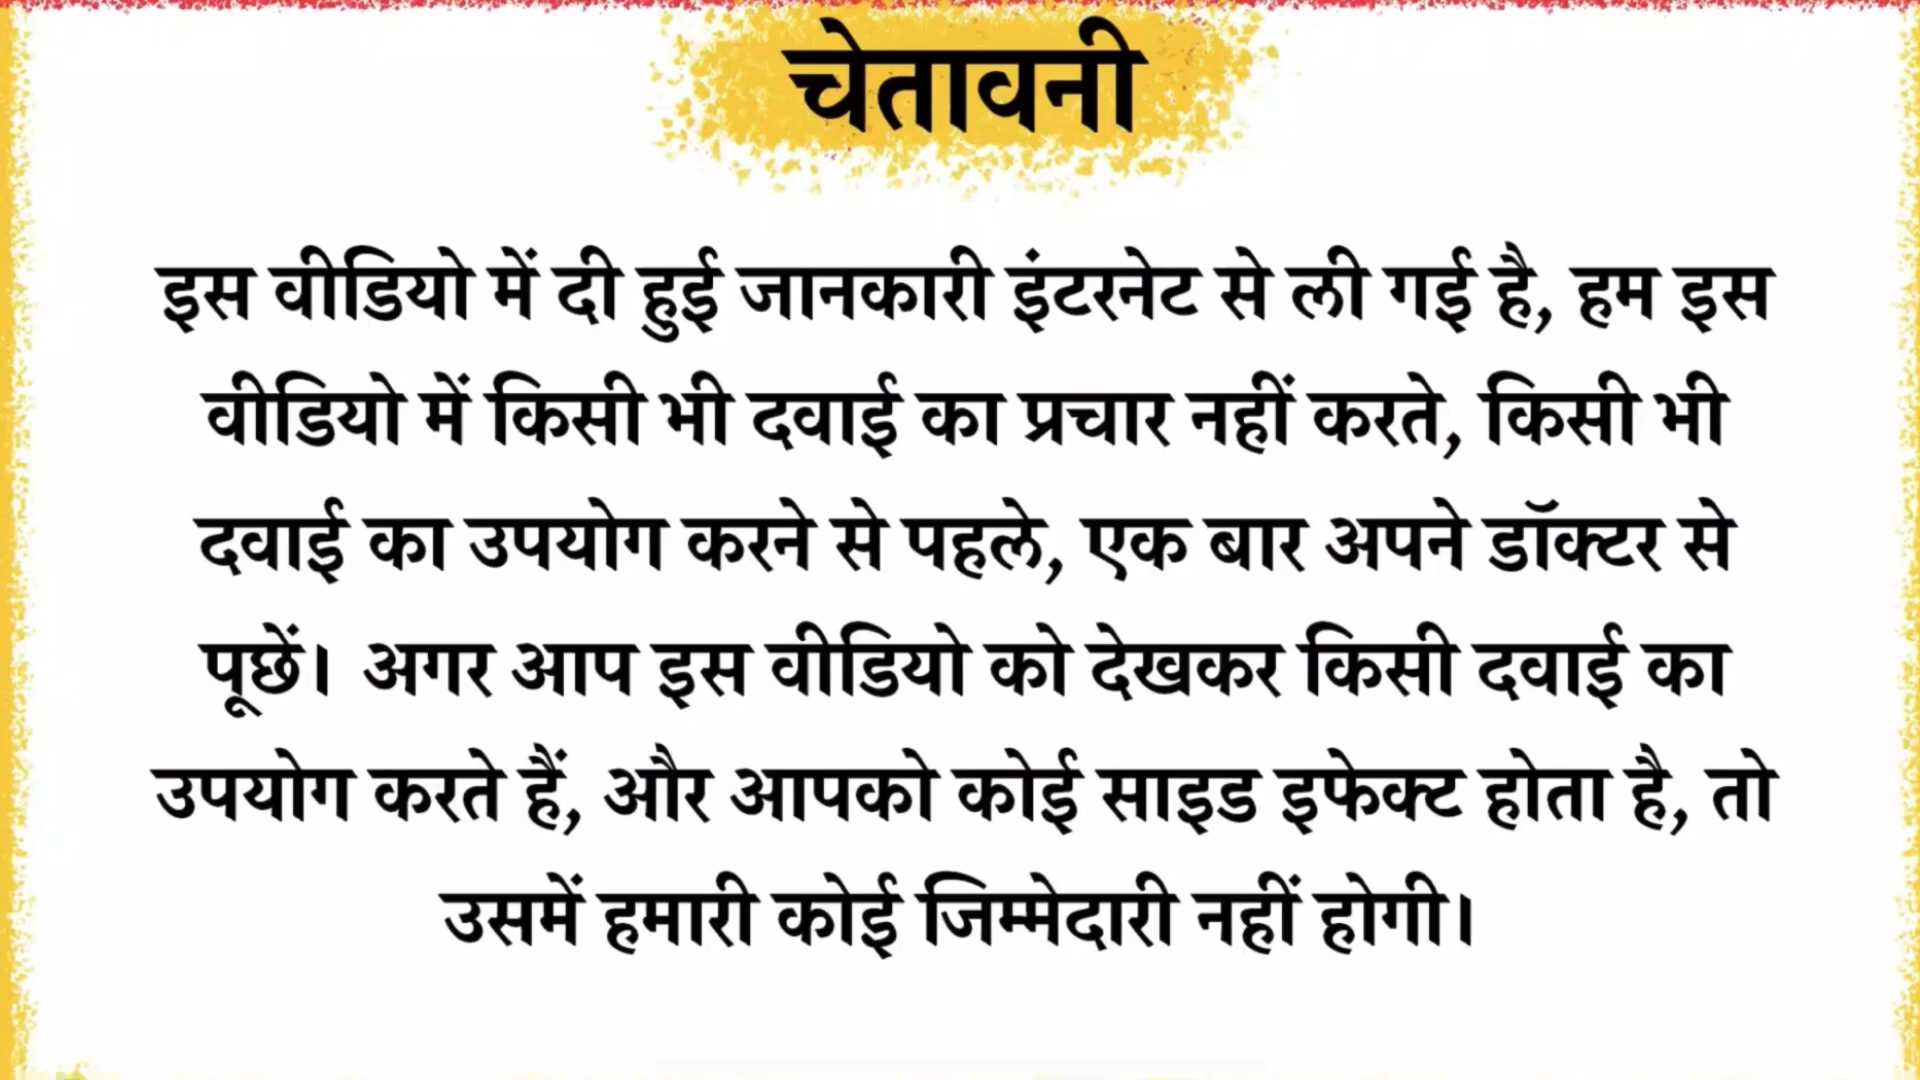 चेतावनी
इस वीडियो में दी हुई जानकारी इंटरनेट से ली गई है, हम इस
वीडियो में किसी भी दवाई का प्रचार नहीं करते, किसी भी
दवाई का उपयोग करने से पहले, एक बार अपने डॉक्टर से
पूछें। अगर आप इस वीडियो को देखकर किसी दवाई का
उपयोग करते हैं, और आपको कोई साइड इफेक्ट होता है, तो
उसमें हमारी कोई जिम्मेदारी नहीं होगी।